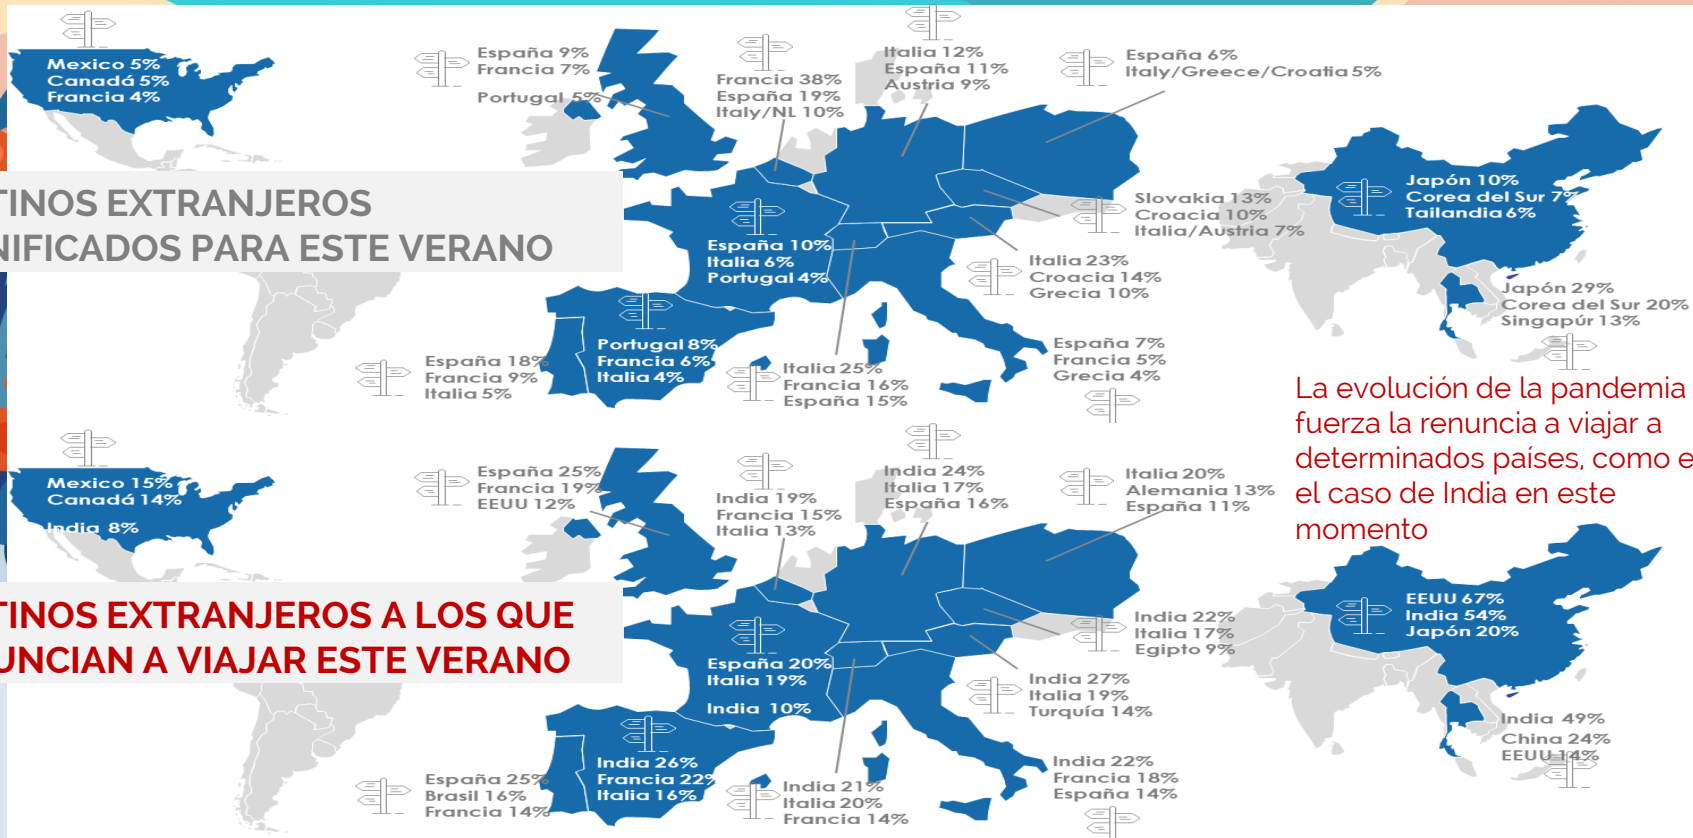 Mexico 5%
Canadá 5%
Francia 4%
España 9%
Francia 7%
Portugal 5%
Francia 38%
España 19%
Italy/NL 10%
Italia 12%
España 11%
Austria 9%
España 6%
Italy/Greece/Croatia 5%
TINOS EXTRANJEROS
NIFICADOS PARA ESTE VERANO
España 10%
Italia 6%
Portugal 4%
Slovakia 13%
Croacia 10%
Italia/Austria 7%
Japón 10%
Corea del Sur 7%
Tailandia 6%
Italia 23%
Croacia 14%
Grecia 10%
Japón 29%
Corea del Sur 20%
Singapúr 13%
España 18%
Francia 9%
Italia 5%
Portugal 8%
Francia 6%
Italia 4%
Italia 25%
Francia 16%
España 15%
España 7%
Francia 5%
Grecia 4%
La evolución de la pandemia
fuerza la renuncia a viajar a
determinados países, como e
el caso de India en este
momento
Mexico 15%
Canadá 14%
India 8%
España 25%
Francia 19%
EEUU 12%
India 19%
Francia 15%
Italia 13%
India 24%
Italia 17%
España 16%
Italia 20%
Alemania 13%
España 11%
TINOS EXTRANJEROS A LOS QUE
UNCIAN A VIAJAR ESTE VERANO
España 20%
Italia 19%
India 10%
India 22%
Italia 17%
Egipto 9%
EEUU 67%
India 54%
Japón 20%
India 27%
Italia 19%
Turquía 14%
India 49%
China 24%
EEUU 14%
España 25%
Brasil 16%
Francia 14%
India 26%
Francia 22%
Italia 16%
India 21%
Italia 20%
Francia 14%
India 22%
Francia 18%
España 14%